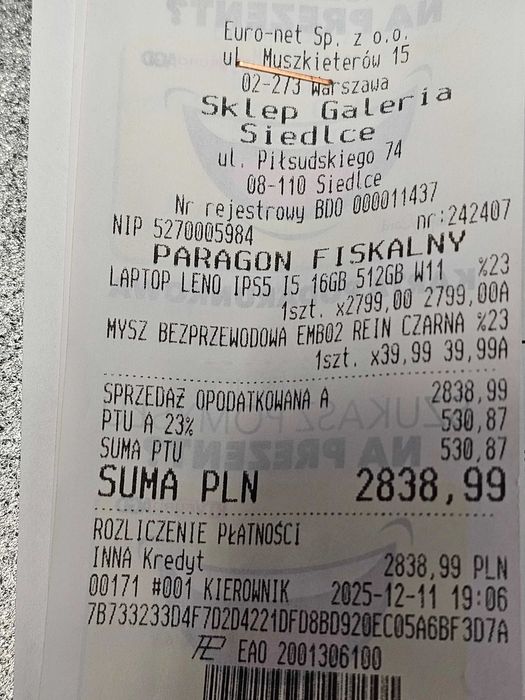 Euro-net Sp. z o.o.
ul. Muszkieterów 15
02-273 Warszawa
Sklep Galeria
Siedlce
ul. Piłsudskiego 74
08-110 Siedlce
Nr rejestrowy BDO 000011437
NIP 5270005984 nr:242407
PARAGON FISKALNY
LAPTOP LENO IPS5 I5 16GB 512GB W11 %23
1szt. x2799,00 2799,00A
MYSZ BEZPRZEWODOWA EMB02 REIN CZARNA %23
1szt. x39,99 39,99A
SPRZEDAŻ OPODATKOWANA A 2838,99
PTU A 23% 530,87
SUMA PTU 530,87
SUMA PLN 2838,99
ROZLICZENIE PŁATNOŚCI
INNA Kredyt 2838,99 PLN
00171 #001 KIEROWNIK 2025-12-11 19:06
7B733233D4F7D2D4221DFD8BD920EC05A6BF3D7A
EAO 2001306100